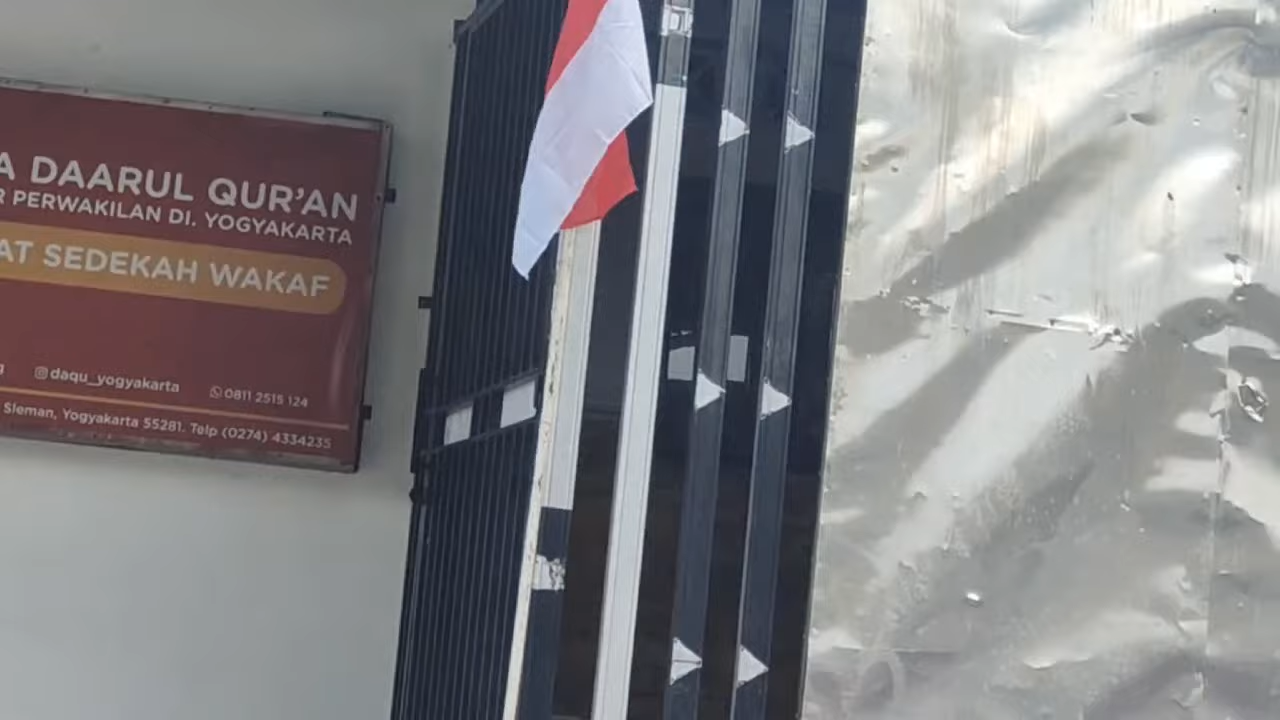 A DAARUL QUR'AN
R PERWAKILAN DI. YOGYAKARTA
AT SEDEKAH WAKAF
g daqu_yogyakarta 0811 2515 124
Sleman, Yogyakarta 55281. Telp (0274) 4334235